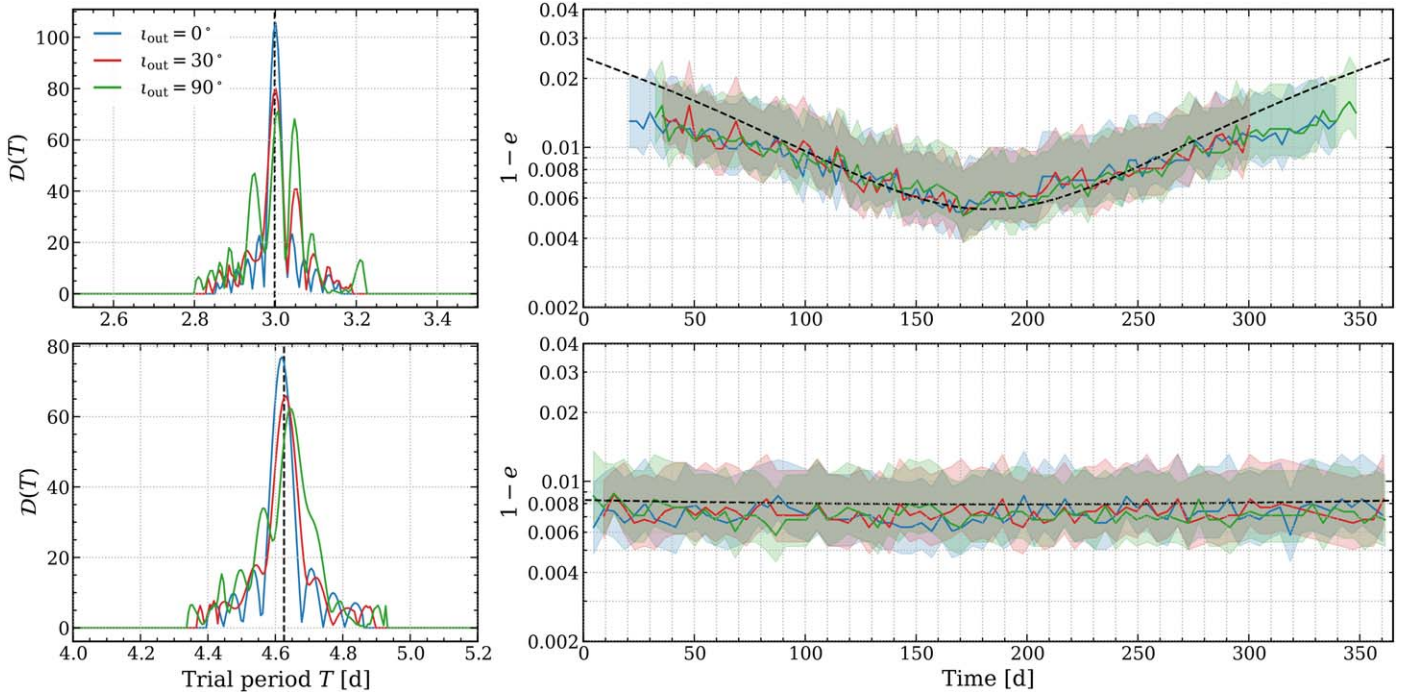 𝒟(T)
100
80
60
40
20
0
ι_out = 0°
ι_out = 30°
ι_out = 90°
2.6 2.8 3.0 3.2 3.4
1 − e
0.04
0.02
0.01
0.006
0.004
0.002
0 50 100 150 200 250 300 350
𝒟(T)
80
60
40
20
0
4.0 4.2 4.4 4.6 4.8 5.0 5.2
Trial period T [d]
1 − e
0.04
0.03
0.02
0.01
0.008
0.006
0.004
0.002
0 50 100 150 200 250 300 350
Time [d]